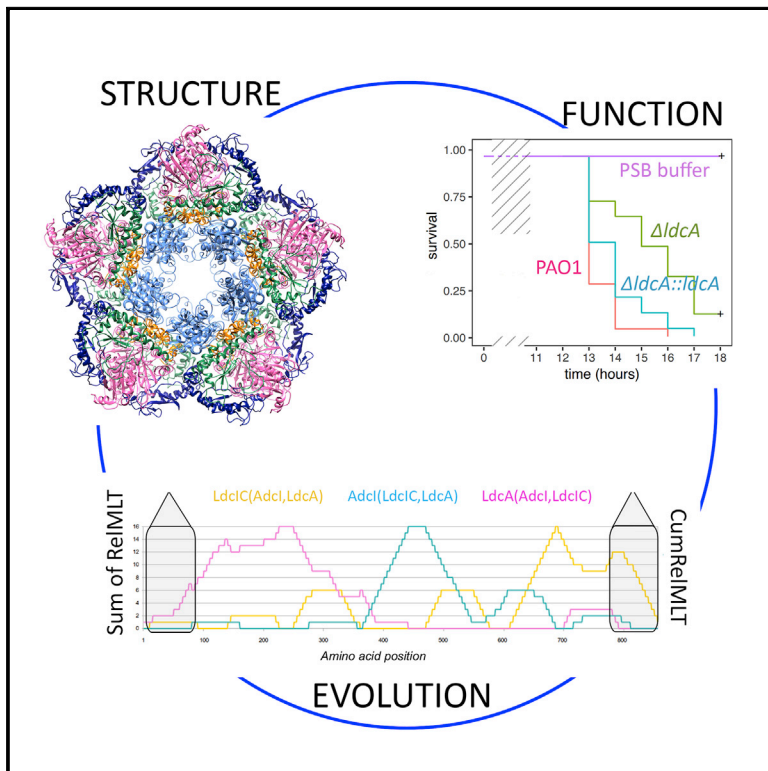 STRUCTURE
FUNCTION
1.00
0.75
0.50
0.25
0.00
survival
PSB buffer
ΔldcA
PAO1
ΔldcA::ldcA
0 11 12 13 14 15 16 17 18
time (hours)
LdcIC(AdcI,LdcA) AdcI(LdcIC,LdcA) LdcA(AdcI,LdcIC)
Sum of RelMLT
CumRelMLT
16
14
12
10
8
6
4
2
0
1 100 200 300 400 500 600 700 800
Amino acid position
EVOLUTION